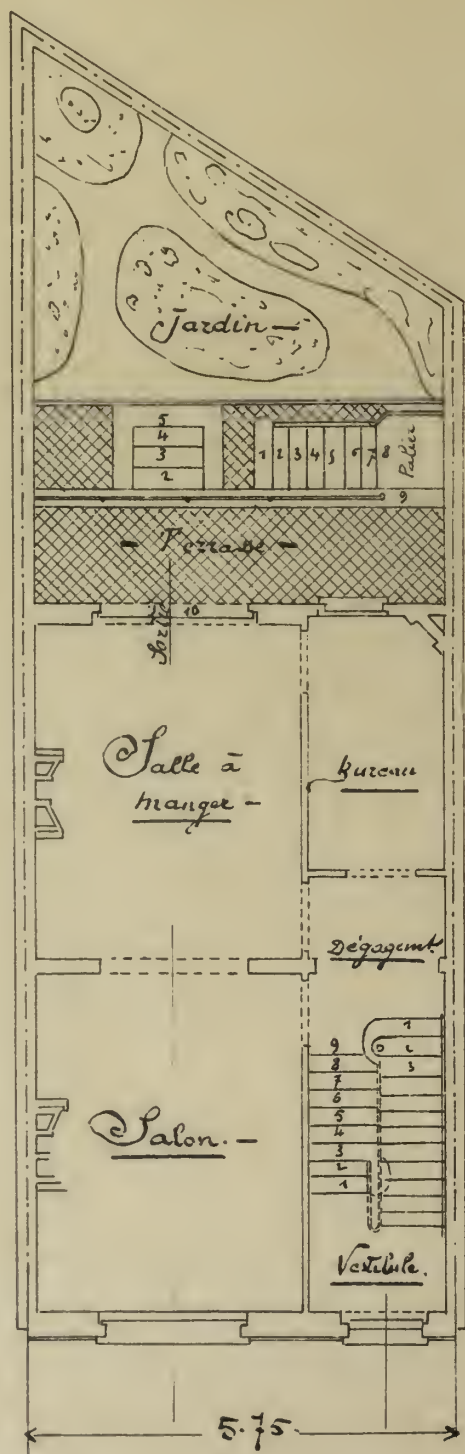 Jardin —
5
4
3
2
1 2 3 4 5 6 7 8
Palier
9
— Terrasse —
10
Salle à
manger —
bureau
Dégagemt.
1
2
3
9
8
7
6
5
4
3
2
1
Salon. —
Vestibule.
5.75